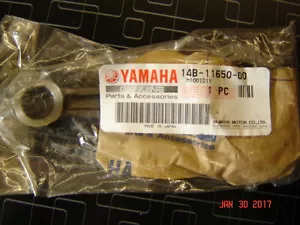 YAMAHA
GENUINE
Parts & Accessories
MADE IN JAPAN
14B-11650-00
1 PC
YAMAHA MOTOR CO.,LTD.
JAN 30 2017